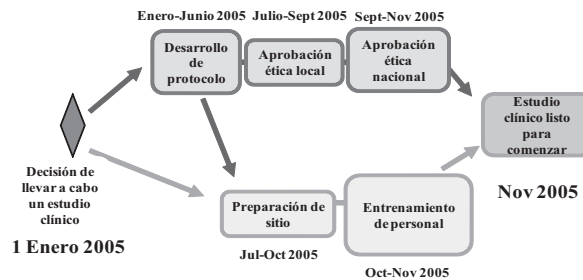 Enero-Junio 2005
Julio-Sept 2005
Sept-Nov 2005
Desarrollo
de
protocolo
Aprobación
ética local
Aprobación
ética
nacional
Estudio
clínico listo
para
comenzar
Nov 2005
Decisión de
llevar a cabo
un estudio
clínico
1 Enero 2005
Preparación de
sitio
Jul-Oct 2005
Entrenamiento
de personal
Oct-Nov 2005